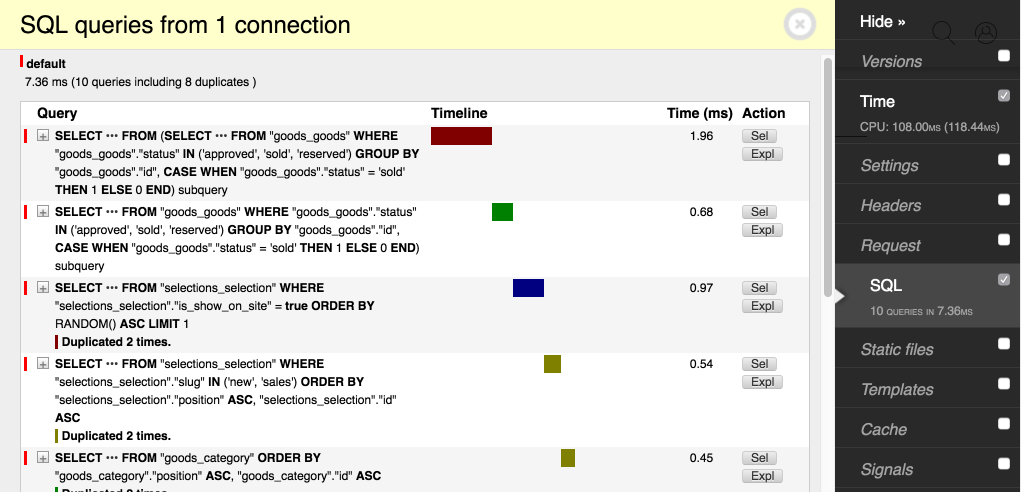 SQL queries from 1 connection
default
7.36 ms (10 queries including 8 duplicates )
Query Timeline Time (ms) Action
SELECT ••• FROM (SELECT ••• FROM "goods_goods" WHERE 1.96 Sel
"goods_goods"."status" IN ('approved', 'sold', 'reserved') GROUP BY Expl
"goods_goods"."id", CASE WHEN "goods_goods"."status" = 'sold'
THEN 1 ELSE 0 END) subquery
SELECT ••• FROM "goods_goods" WHERE "goods_goods"."status" 0.68 Sel
IN ('approved', 'sold', 'reserved') GROUP BY "goods_goods"."id", Expl
CASE WHEN "goods_goods"."status" = 'sold' THEN 1 ELSE 0 END)
subquery
SELECT ••• FROM "selections_selection" WHERE 0.97 Sel
"selections_selection"."is_show_on_site" = true ORDER BY Expl
RANDOM() ASC LIMIT 1
Duplicated 2 times.
SELECT ••• FROM "selections_selection" WHERE 0.54 Sel
"selections_selection"."slug" IN ('new', 'sales') ORDER BY Expl
"selections_selection"."position" ASC, "selections_selection"."id"
ASC
Duplicated 2 times.
SELECT ••• FROM "goods_category" ORDER BY 0.45 Sel
"goods_category"."position" ASC, "goods_category"."id" ASC Expl
Hide »
Versions
Time
CPU: 108.00ms (118.44ms)
Settings
Headers
Request
SQL
10 queries in 7.36ms
Static files
Templates
Cache
Signals